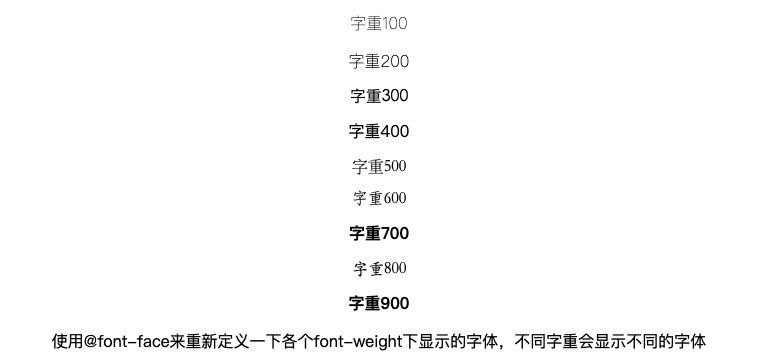 字重100
字重200
字重300
字重400
字重500
字重600
字重700
字重800
字重900
使用@font-face来重新定义一下各个font-weight下显示的字体，不同字重会显示不同的字体